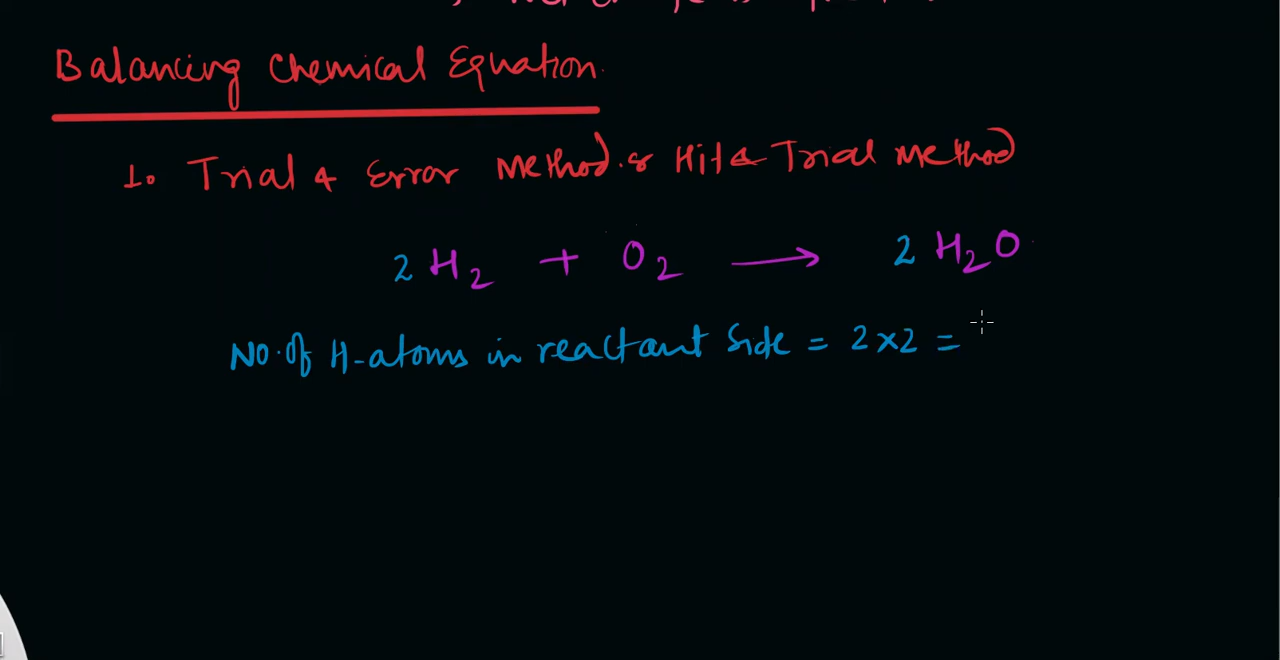 Balancing Chemical Equation.
1. Trial & Error Method. & Hit & Trial Method
2 H2 + O2 → 2 H2O
No. of H-atoms in reactant side = 2 × 2 =